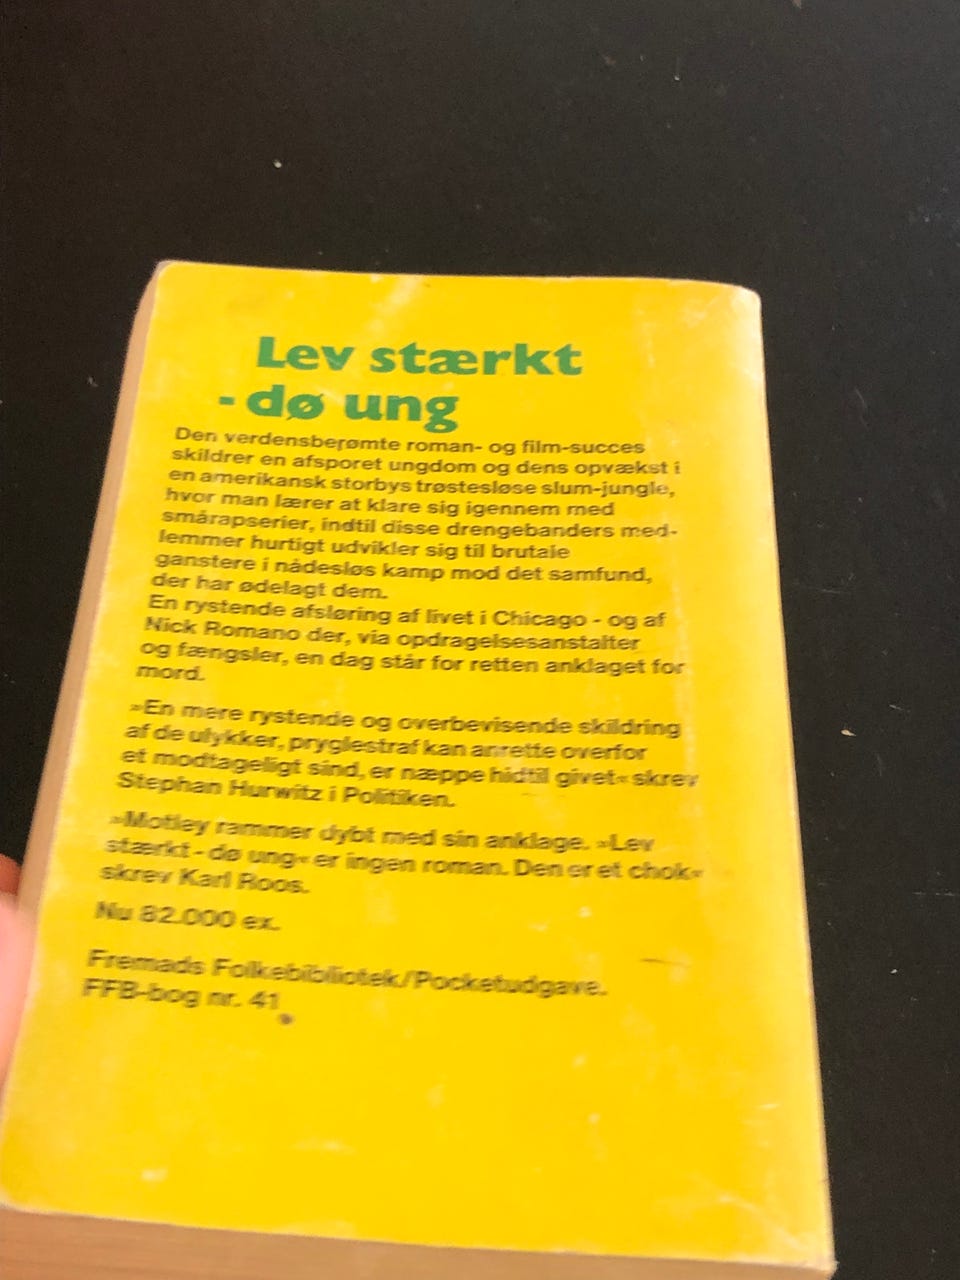 Lev stærkt
- dø ung
Den verdensberømte roman- og film-succes
skildrer en afsporet ungdom og dens opvækst i
en amerikansk storbys trøstesløse slum-jungle,
hvor man lærer at klare sig igennem med
smårapserier, indtil disse drengebanders med-
lemmer hurtigt udvikler sig til brutale
ganstere i nådesløs kamp mod det samfund,
der har ødelagt dem.
En rystende afsløring af livet i Chicago - og af
Nick Romano der, via opdragelsesanstalter
og fængsler, en dag står for retten anklaget for
mord.
»En mere rystende og overbevisende skildring
af de ulykker, pryglestraf kan anrette overfor
et modtageligt sind, er næppe hidtil givet« skrev
Stephan Hurwitz i Politiken.
»Motley rammer dybt med sin anklage. »Lev
stærkt - dø ung« er ingen roman. Den er et chok«
skrev Karl Roos.
Nu 82.000 ex.
Fremads Folkebibliotek/Pocketudgave.
FFB-bog nr. 41